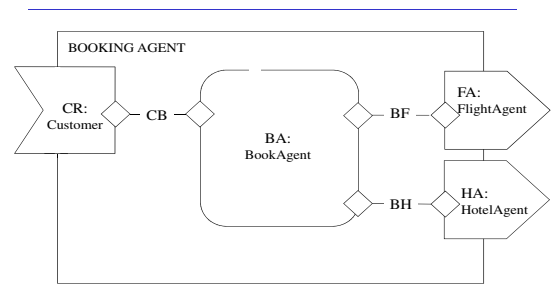 BOOKING AGENT
CR:
Customer
CB
BA:
BookAgent
BF
FA:
FlightAgent
BH
HA:
HotelAgent